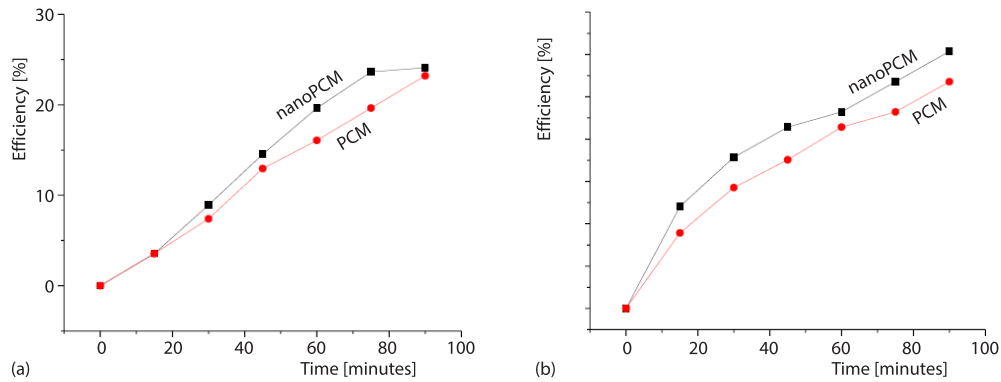 30
20
10
0
Efficiency [%]
nanoPCM
PCM
0 20 40 60 80 100
(a) Time [minutes]
Efficiency [%]
nanoPCM
PCM
0 20 40 60 80 100
(b) Time [minutes]